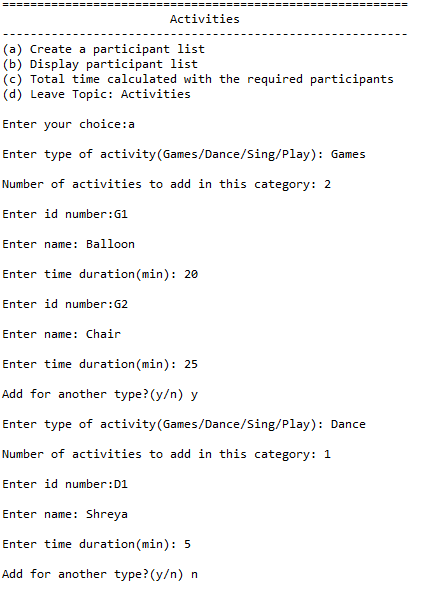 ==========================================================
Activities
----------------------------------------------------------
(a) Create a participant list
(b) Display participant list
(c) Total time calculated with the required participants
(d) Leave Topic: Activities
Enter your choice:a
Enter type of activity(Games/Dance/Sing/Play): Games
Number of activities to add in this category: 2
Enter id number:G1
Enter name: Balloon
Enter time duration(min): 20
Enter id number:G2
Enter name: Chair
Enter time duration(min): 25
Add for another type?(y/n) y
Enter type of activity(Games/Dance/Sing/Play): Dance
Number of activities to add in this category: 1
Enter id number:D1
Enter name: Shreya
Enter time duration(min): 5
Add for another type?(y/n) n